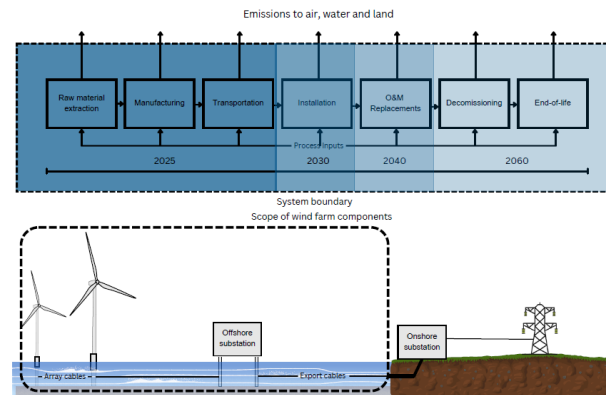 Emissions to air, water and land
Raw material
extraction
Manufacturing
Transportation
Installation
O&M
Replacements
Decomissioning
End-of-life
Process Inputs
2025
2030
2040
2060
System boundary
Scope of wind farm components
Offshore
substation
Onshore
substation
Array cables
Export cables